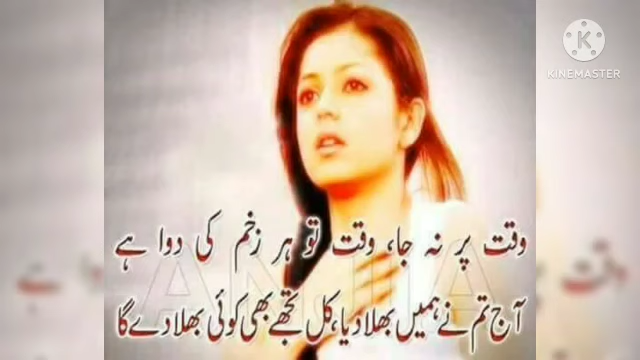 KINEMASTER
وقت پر نہ جا، وقت تو ہر زخم کی دوا ہے
آج تم نے ہمیں بھلا دیا، کل تجھے بھی کوئی بھلا دے گا